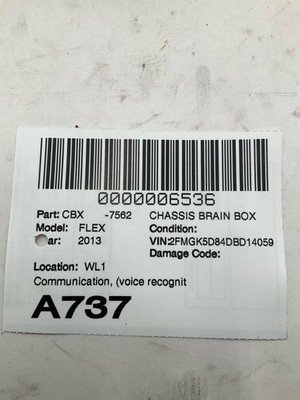 0000006536
Part: CBX -7562 CHASSIS BRAIN BOX
Model: FLEX Condition:
ar: 2013 VIN:2FMGK5D84DBD14059
Damage Code:
Location: WL1
Communication, (voice recognit
A737